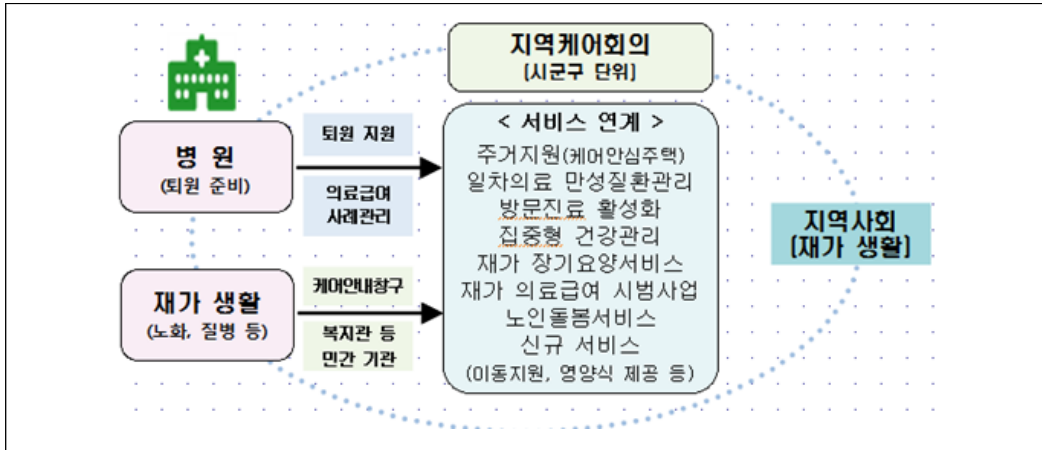 지역케어회의
[시군구 단위]
병 원
(퇴원 준비)
퇴원 지원
의료급여
사례관리
재가 생활
(노화, 질병 등)
케어안내창구
복지관 등
민간 기관
< 서비스 연계 >
주거지원(케어안심주택)
일차의료 만성질환관리
방문진료 활성화
집중형 건강관리
재가 장기요양서비스
재가 의료급여 시범사업
노인돌봄서비스
신규 서비스
(이동지원, 영양식 제공 등)
지역사회
[재가 생활]